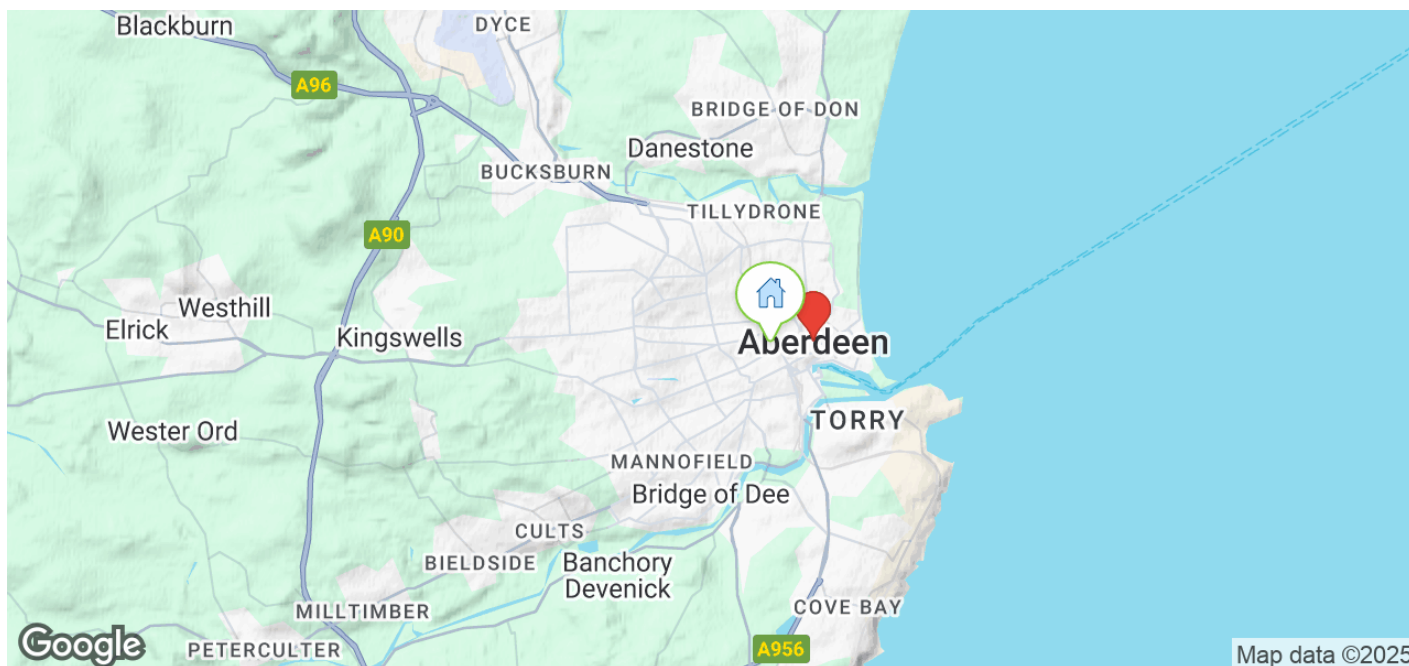 Blackburn
DYCE
A96
BRIDGE OF DON
Danestone
BUCKSBURN
TILLYDRONE
A90
Westhill
Elrick
Kingswells
Aberdeen
TORRY
Wester Ord
MANNOFIELD
Bridge of Dee
CULTS
BIELDSIDE
Banchory
Devenick
MILLTIMBER
COVE BAY
Google
PETERCULTER
A956
Map data ©2025